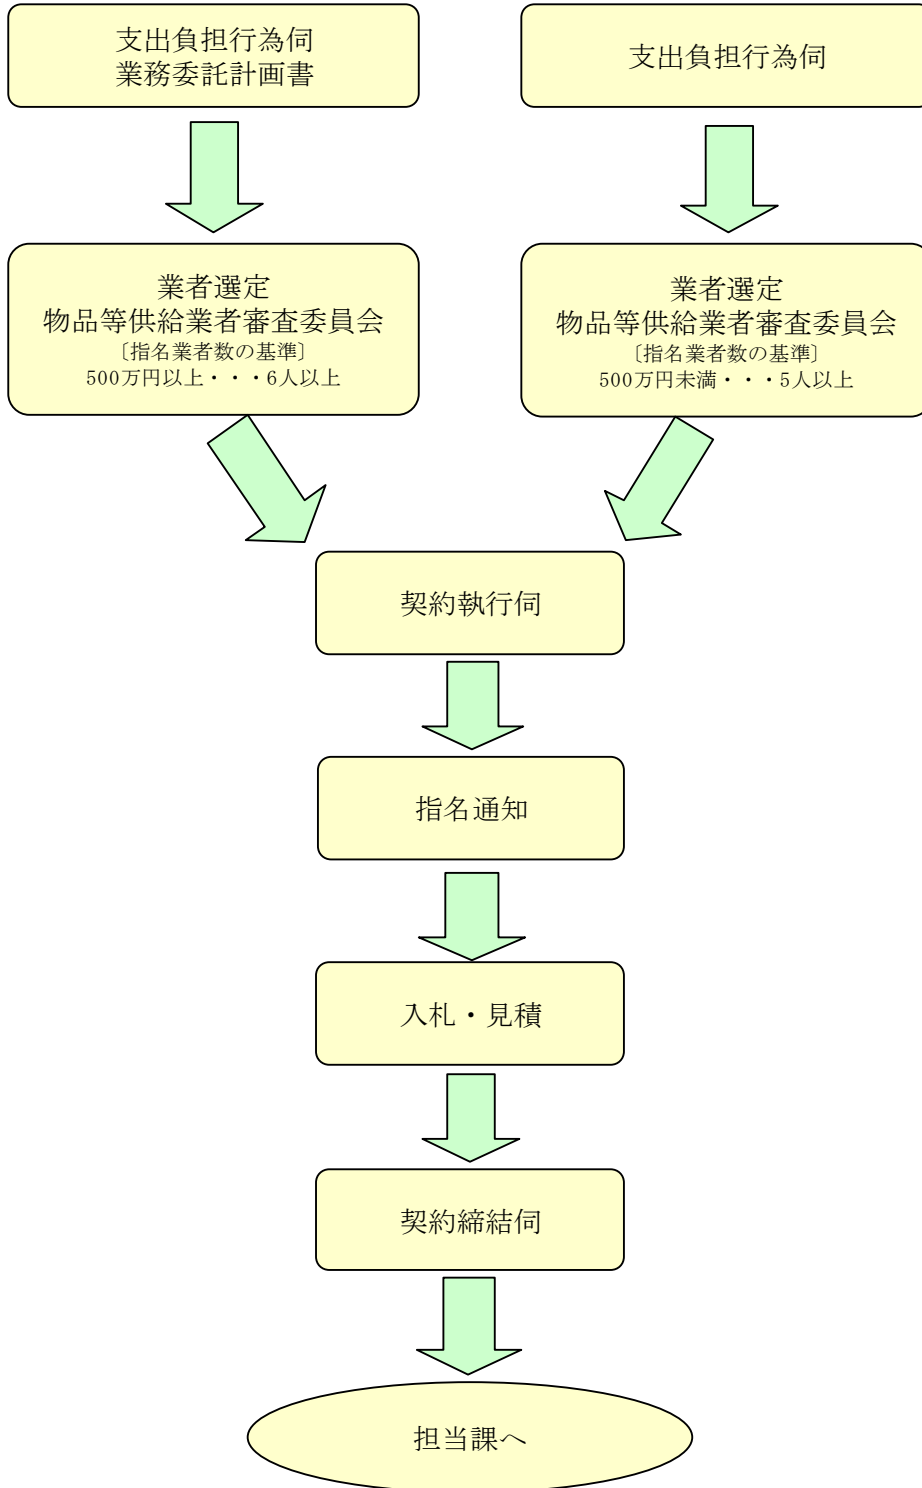 支出負担行為伺
業務委託計画書
支出負担行為伺
業者選定
物品等供給業者審査委員会
〔指名業者数の基準〕
500万円以上・・・6人以上
業者選定
物品等供給業者審査委員会
〔指名業者数の基準〕
500万円未満・・・5人以上
契約執行伺
指名通知
入札・見積
契約締結伺
担当課へ